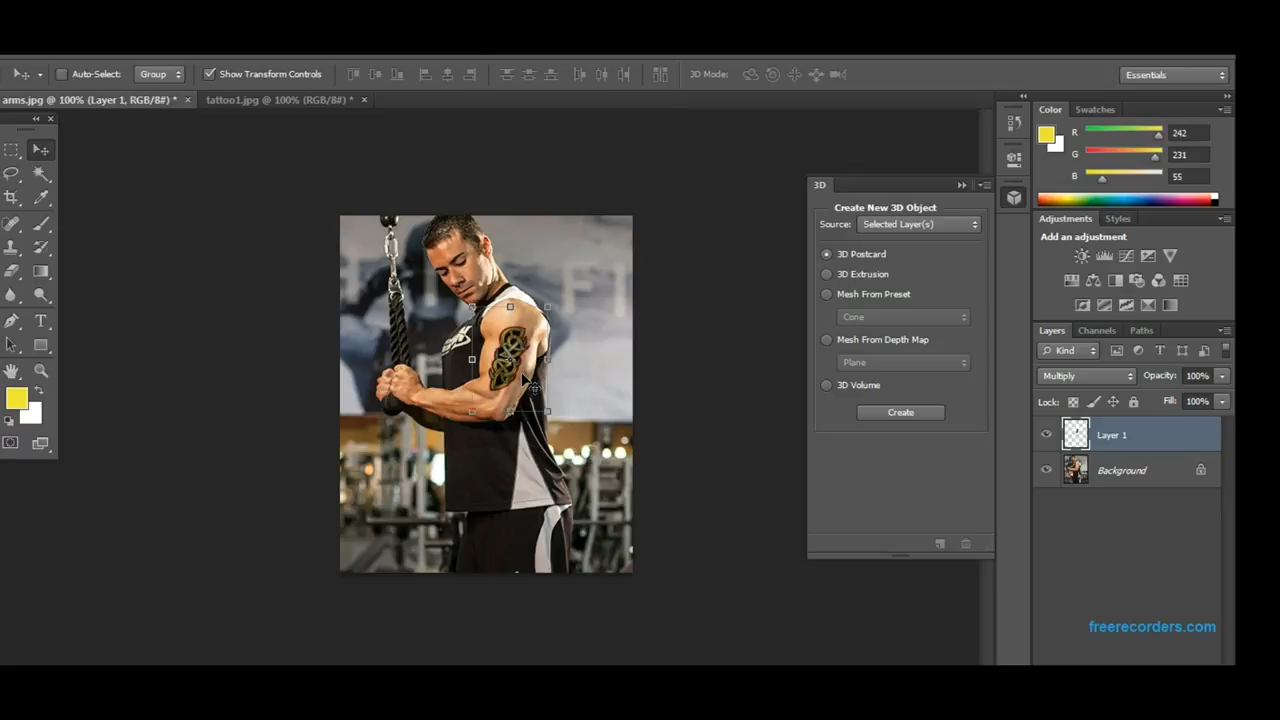 Auto-Select: Group Show Transform Controls 3D Mode: Essentials
arms.jpg @ 100% (Layer 1, RGB/8#) * × tattoo1.jpg @ 100% (RGB/8#) * ×
Color Swatches
R 242
G 231
B 55
3D
Create New 3D Object
Source: Selected Layer(s)
3D Postcard
3D Extrusion
Mesh From Preset
Cone
Mesh From Depth Map
Plane
3D Volume
Create
Adjustments Styles
Add an adjustment
Layers Channels Paths
Kind
Multiply Opacity: 100%
Lock: Fill: 100%
Layer 1
Background
freerecorders.com